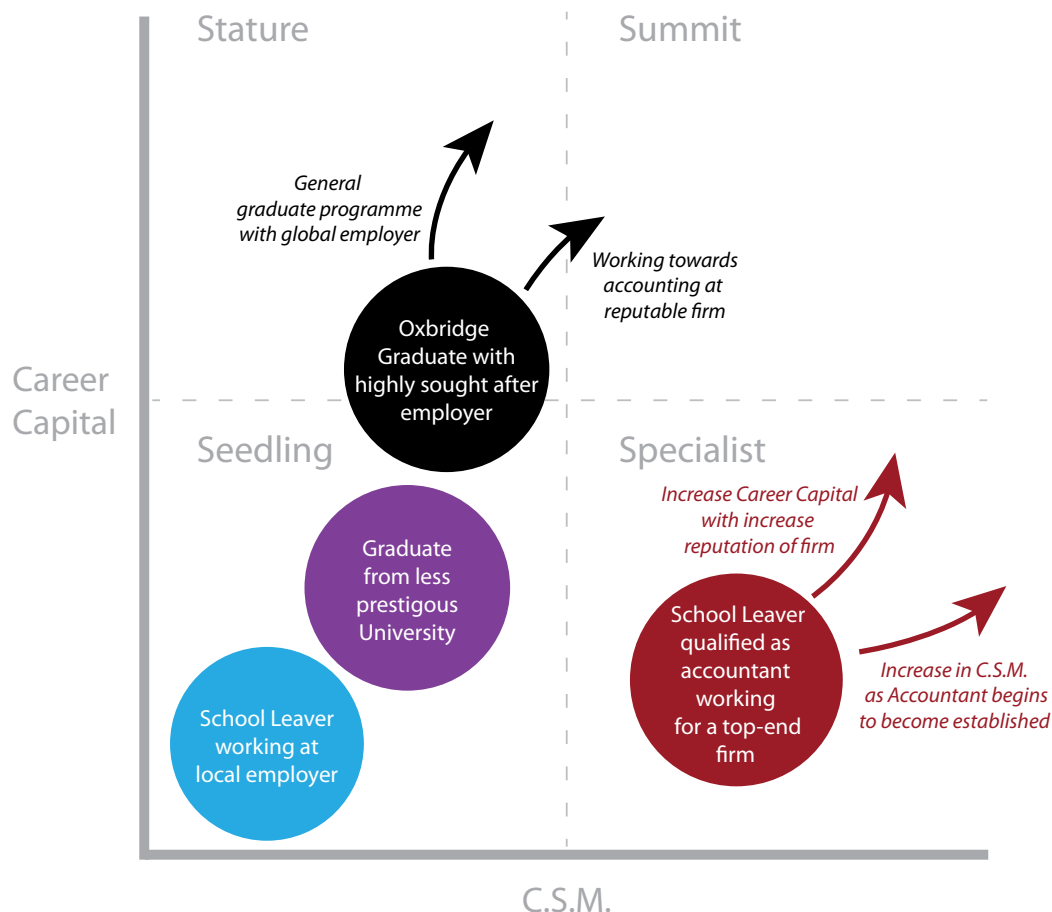 Stature
Summit
General
graduate programme
with global employer
Working towards
accounting at
reputable firm
Oxbridge
Graduate with
highly sought after
employer
Career
Capital
Seedling
Specialist
Increase Career Capital
with increase
reputation of firm
Graduate
from less
prestigous
University
School Leaver
qualified as
accountant
working
for a top-end
firm
Increase in C.S.M.
as Accountant begins
to become established
School Leaver
working at
local employer
C.S.M.